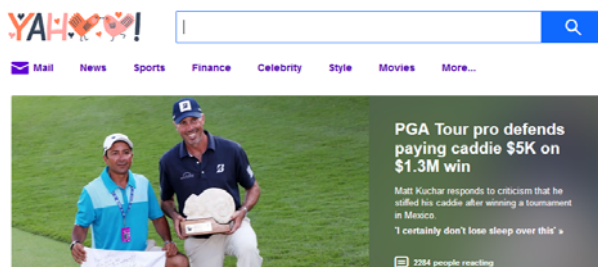 YAHOO!
Mail News Sports Finance Celebrity Style Movies More...
PGA Tour pro defends
paying caddie $5K on
$1.3M win
Matt Kuchar responds to criticism that he
stiffed his caddie after winning a tournament
in Mexico.
'I certainly don't lose sleep over this' »
2284 people reacting